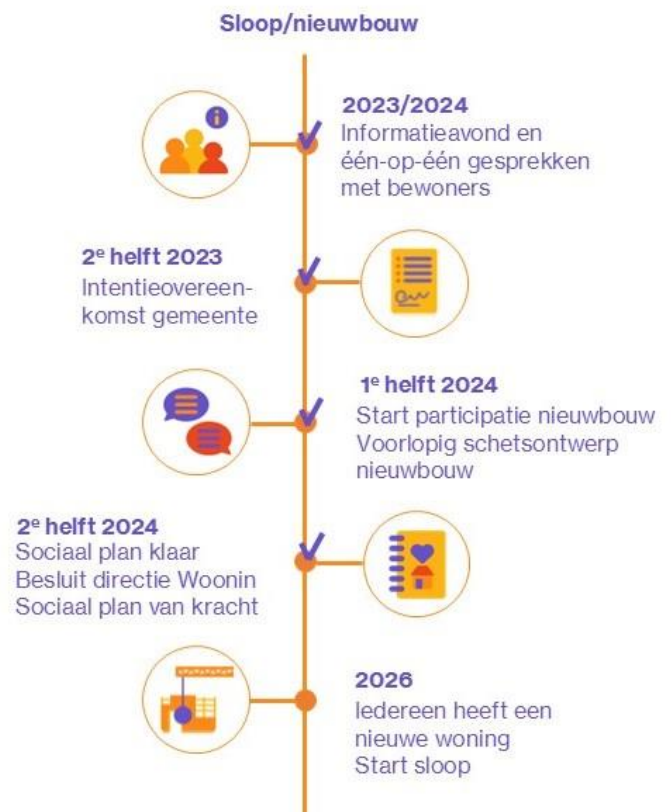 Sloop/nieuwbouw
2023/2024
Informatieavond en
één-op-één gesprekken
met bewoners
2e helft 2023
Intentieovereen-
komst gemeente
1e helft 2024
Start participatie nieuwbouw
Voorlopig schetsontwerp
nieuwbouw
2e helft 2024
Sociaal plan klaar
Besluit directie Woonin
Sociaal plan van kracht
2026
Iedereen heeft een
nieuwe woning
Start sloop